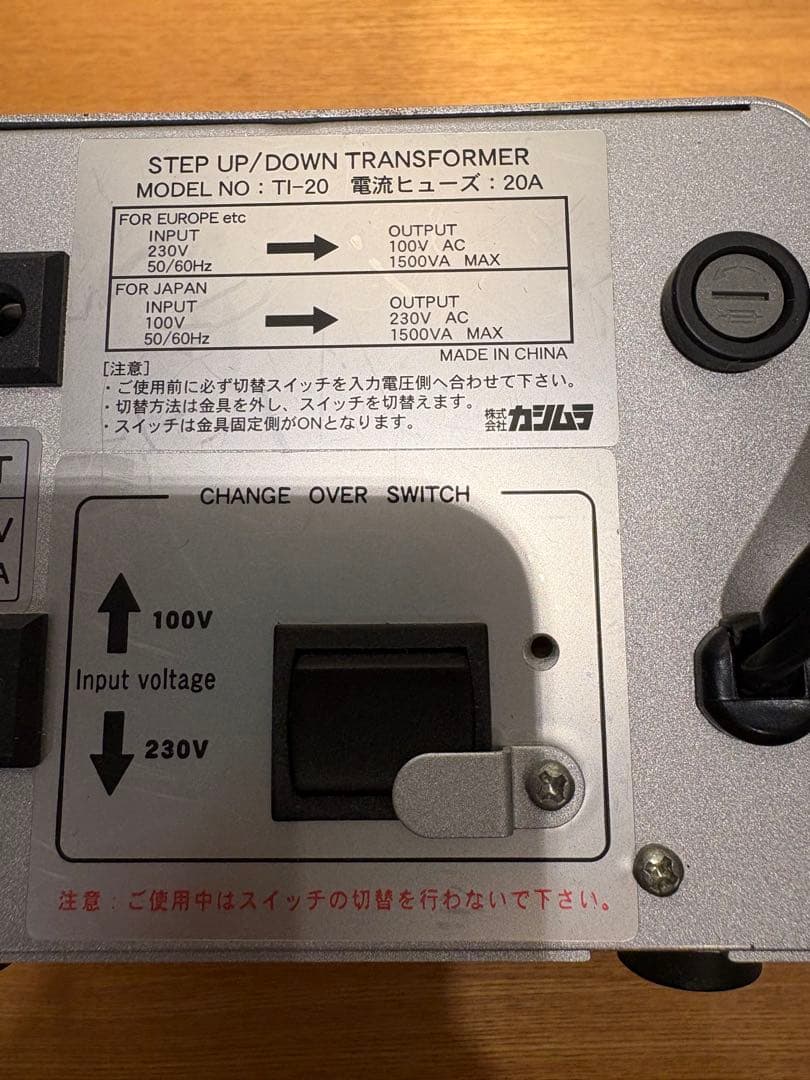 STEP UP/DOWN TRANSFORMER
MODEL NO : TI-20 電流ヒューズ : 20A
FOR EUROPE etc
INPUT
230V
50/60Hz
OUTPUT
100V AC
1500VA MAX
FOR JAPAN
INPUT
100V
50/60Hz
OUTPUT
230V AC
1500VA MAX
MADE IN CHINA
[注意]
・ご使用前に必ず切替スイッチを入力電圧側へ合わせて下さい。
・切替方法は金具を外し、スイッチを切替えます。
・スイッチは金具固定側がONとなります。
株式会社 カシムラ
T
V
A
CHANGE OVER SWITCH
100V
Input voltage
230V
注意 : ご使用中はスイッチの切替を行わないで下さい。